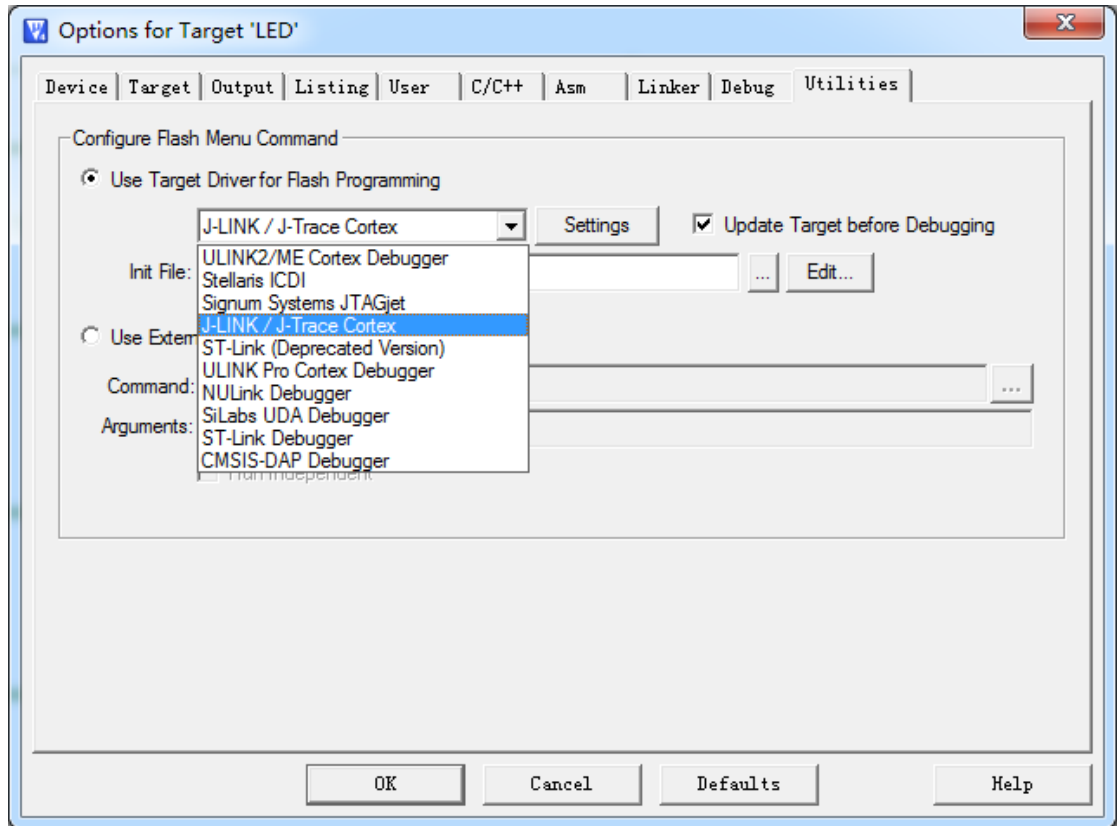 Options for Target 'LED'
Device Target Output Listing User C/C++ Asm Linker Debug Utilities
Configure Flash Menu Command
Use Target Driver for Flash Programming
J-LINK / J-Trace Cortex Settings Update Target before Debugging
Init File: ... Edit...
ULINK2/ME Cortex Debugger
Stellaris ICDI
Signum Systems JTAGjet
J-LINK / J-Trace Cortex
ST-Link (Deprecated Version)
ULINK Pro Cortex Debugger
NULink Debugger
SiLabs UDA Debugger
ST-Link Debugger
CMSIS-DAP Debugger
Use Extern
Command: ...
Arguments:
Run Independent
OK Cancel Defaults Help